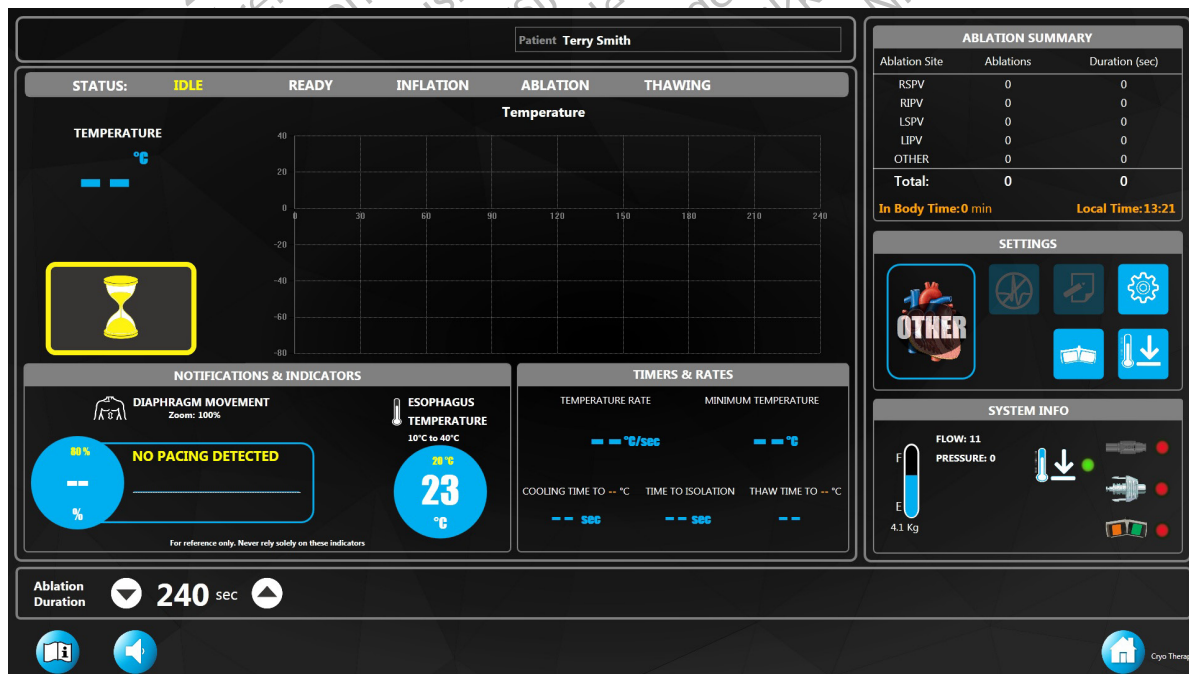 Patient Terry Smith
STATUS: IDLE READY INFLATION ABLATION THAWING
Temperature
TEMPERATURE
°C
-- --
40
20
0
0 30 60 90 120 150 180 210 240
-20
-40
-60
-80
NOTIFICATIONS & INDICATORS
DIAPHRAGM MOVEMENT
Zoom: 100%
80 %
--
%
NO PACING DETECTED
ESOPHAGUS
TEMPERATURE
10°C to 40°C
20 °C
23
°C
For reference only. Never rely solely on these indicators
TIMERS & RATES
TEMPERATURE RATE MINIMUM TEMPERATURE
-- °C/sec -- °C
COOLING TIME TO -- °C TIME TO ISOLATION THAW TIME TO -- °C
-- sec -- sec --
ABLATION SUMMARY
Ablation Site Ablations Duration (sec)
RSPV 0 0
RIPV 0 0
LSPV 0 0
LIPV 0 0
OTHER 0 0
Total: 0 0
In Body Time:0 min Local Time:13:21
SETTINGS
OTHER
SYSTEM INFO
FLOW: 11
PRESSURE: 0
F
E
4.1 Kg
Ablation
Duration
240 sec
Cryo Therap